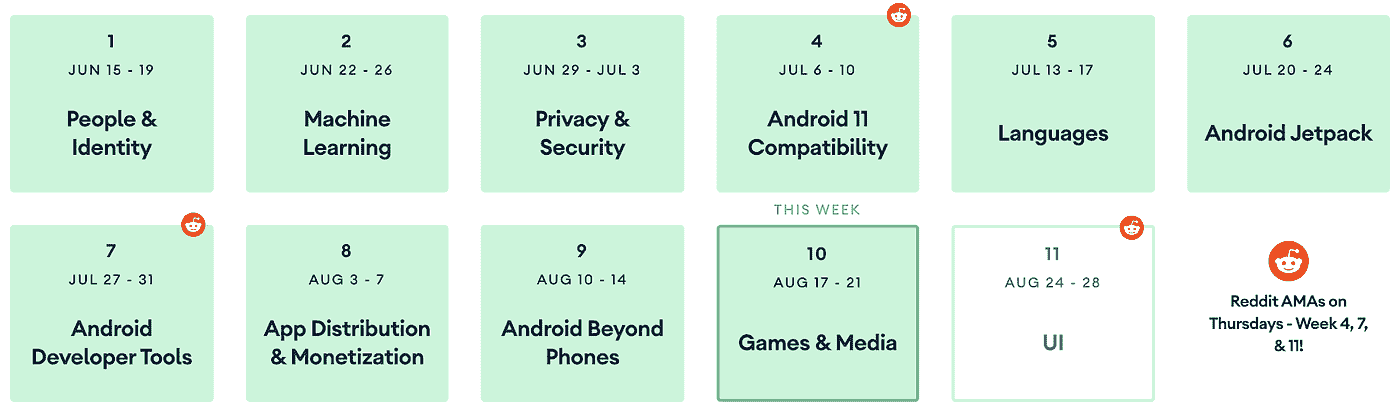 1
JUN 15 - 19
People &
Identity
2
JUN 22 - 26
Machine
Learning
3
JUN 29 - JUL 3
Privacy &
Security
4
JUL 6 - 10
Android 11
Compatibility
5
JUL 13 - 17
Languages
6
JUL 20 - 24
Android Jetpack
7
JUL 27 - 31
Android
Developer Tools
8
AUG 3 - 7
App Distribution
& Monetization
9
AUG 10 - 14
Android Beyond
Phones
THIS WEEK
10
AUG 17 - 21
Games & Media
11
AUG 24 - 28
UI
Reddit AMAs on
Thursdays - Week 4, 7,
& 11!